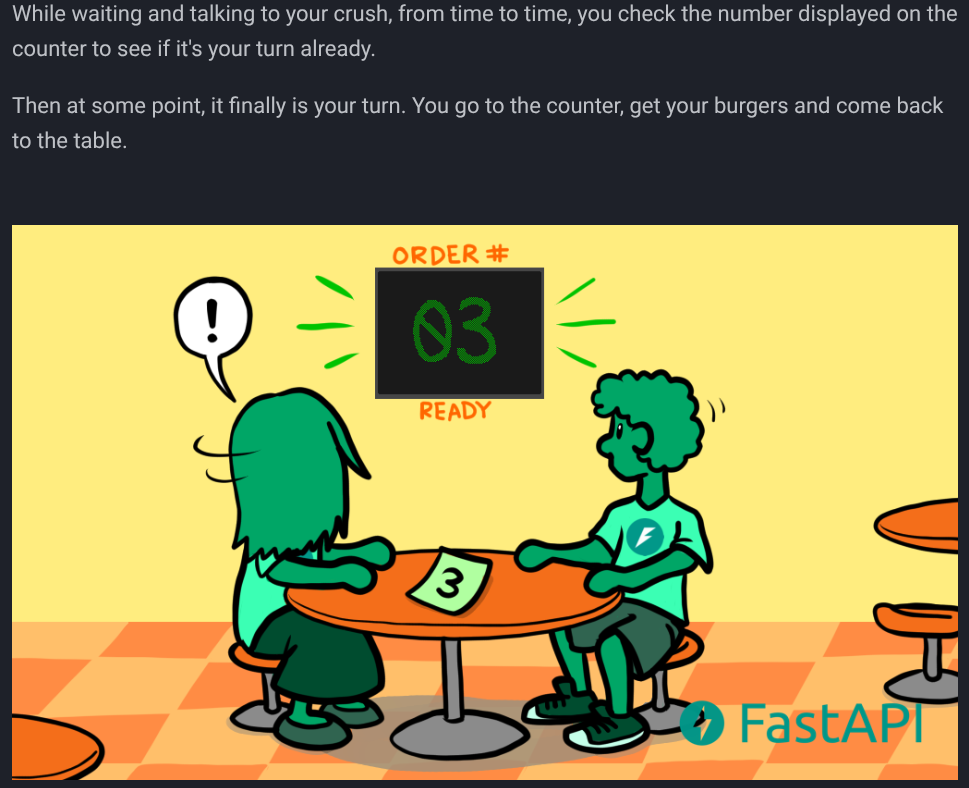 While waiting and talking to your crush, from time to time, you check the number displayed on the
counter to see if it's your turn already.
Then at some point, it finally is your turn. You go to the counter, get your burgers and come back
to the table.
ORDER #
03
READY
!
3
FastAPI